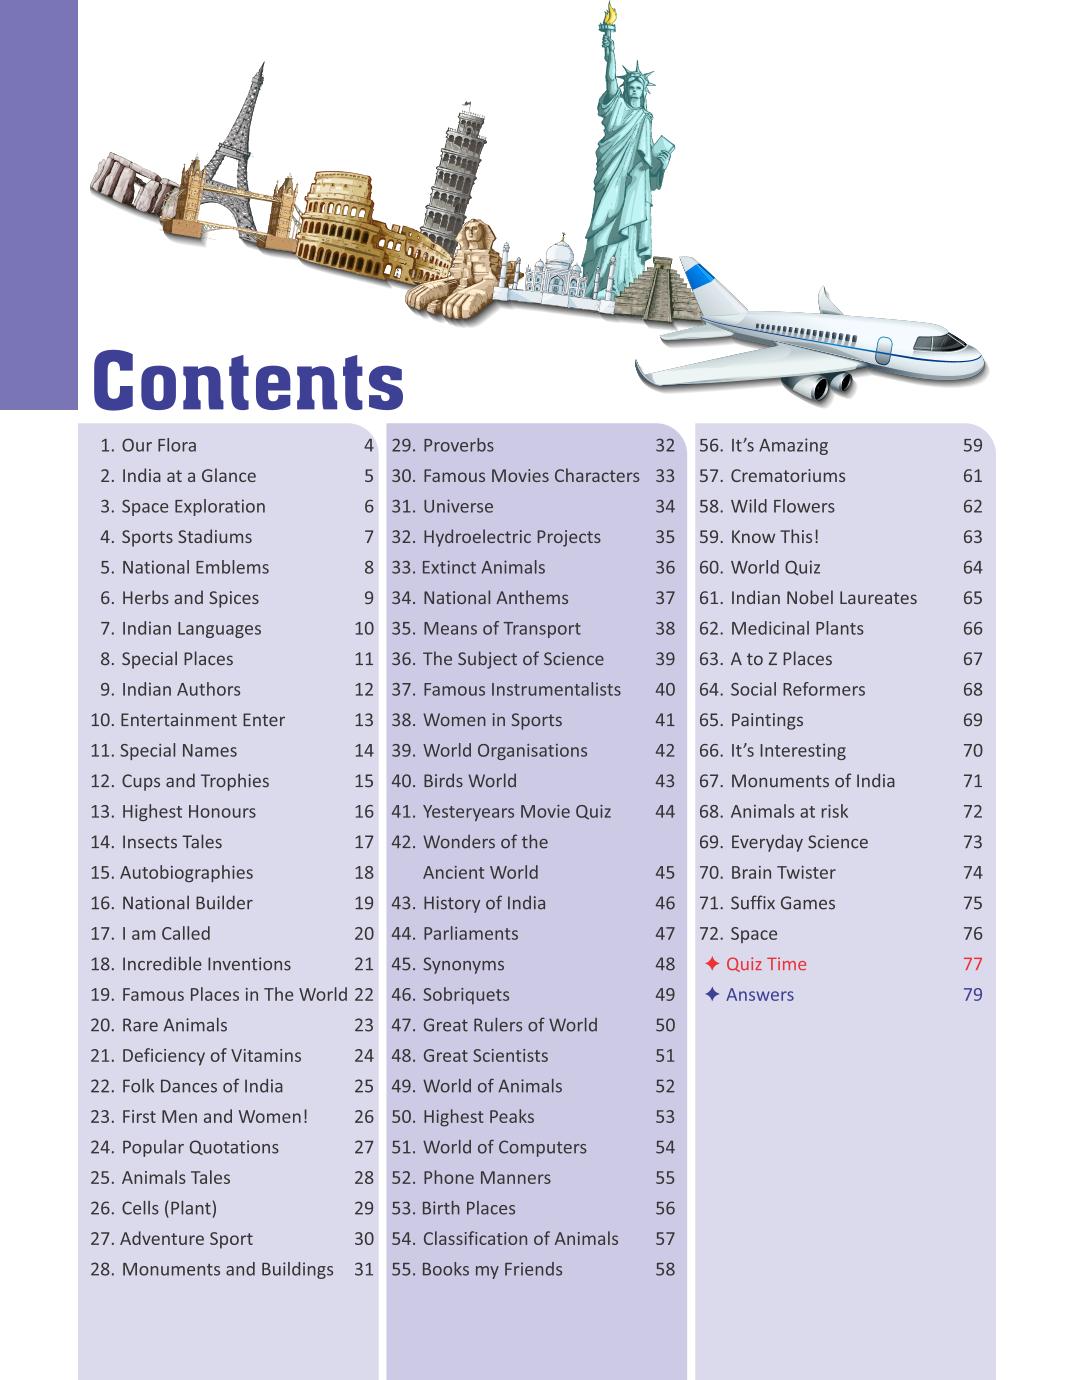 Contents
1. Our Flora 4
2. India at a Glance 5
3. Space Exploration 6
4. Sports Stadiums 7
5. National Emblems 8
6. Herbs and Spices 9
7. Indian Languages 10
8. Special Places 11
9. Indian Authors 12
10. Entertainment Enter 13
11. Special Names 14
12. Cups and Trophies 15
13. Highest Honours 16
14. Insects Tales 17
15. Autobiographies 18
16. National Builder 19
17. I am Called 20
18. Incredible Inventions 21
19. Famous Places in The World 22
20. Rare Animals 23
21. Deficiency of Vitamins 24
22. Folk Dances of India 25
23. First Men and Women! 26
24. Popular Quotations 27
25. Animals Tales 28
26. Cells (Plant) 29
27. Adventure Sport 30
28. Monuments and Buildings 31
29. Proverbs 32
30. Famous Movies Characters 33
31. Universe 34
32. Hydroelectric Projects 35
33. Extinct Animals 36
34. National Anthems 37
35. Means of Transport 38
36. The Subject of Science 39
37. Famous Instrumentalists 40
38. Women in Sports 41
39. World Organisations 42
40. Birds World 43
41. Yesteryears Movie Quiz 44
42. Wonders of the
Ancient World 45
43. History of India 46
44. Parliaments 47
45. Synonyms 48
46. Sobriquets 49
47. Great Rulers of World 50
48. Great Scientists 51
49. World of Animals 52
50. Highest Peaks 53
51. World of Computers 54
52. Phone Manners 55
53. Birth Places 56
54. Classification of Animals 57
55. Books my Friends 58
56. It’s Amazing 59
57. Crematoriums 61
58. Wild Flowers 62
59. Know This! 63
60. World Quiz 64
61. Indian Nobel Laureates 65
62. Medicinal Plants 66
63. A to Z Places 67
64. Social Reformers 68
65. Paintings 69
66. It’s Interesting 70
67. Monuments of India 71
68. Animals at risk 72
69. Everyday Science 73
70. Brain Twister 74
71. Suffix Games 75
72. Space 76
✦ Quiz Time 77
✦ Answers 79